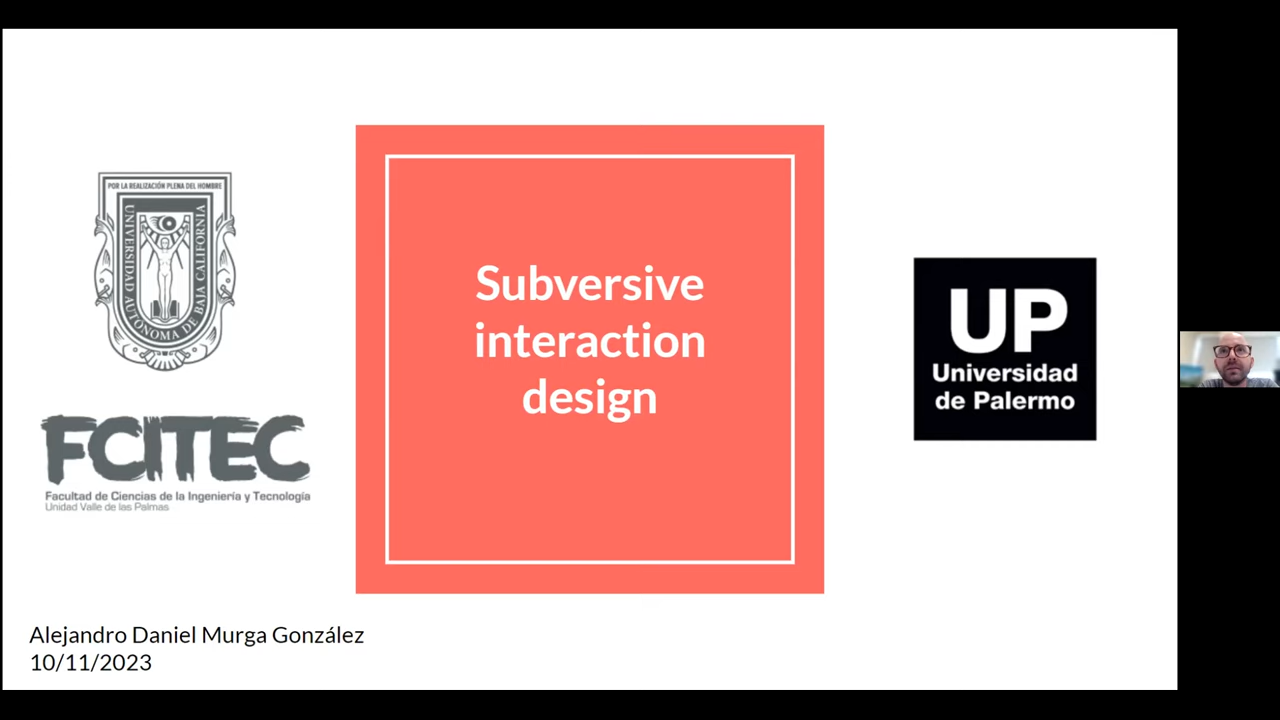 POR LA REALIZACIÓN PLENA DEL HOMBRE
UNIVERSIDAD AUTÓNOMA DE BAJA CALIFORNIA
FCITEC
Facultad de Ciencias de la Ingeniería y Tecnología
Unidad Valle de las Palmas
Subversive
interaction
design
UP
Universidad
de Palermo
Alejandro Daniel Murga González
10/11/2023